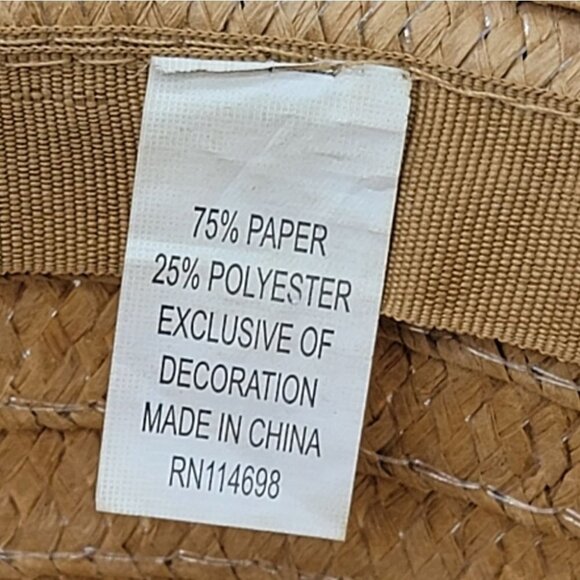 75% PAPER
25% POLYESTER
EXCLUSIVE OF
DECORATION
MADE IN CHINA
RN114698